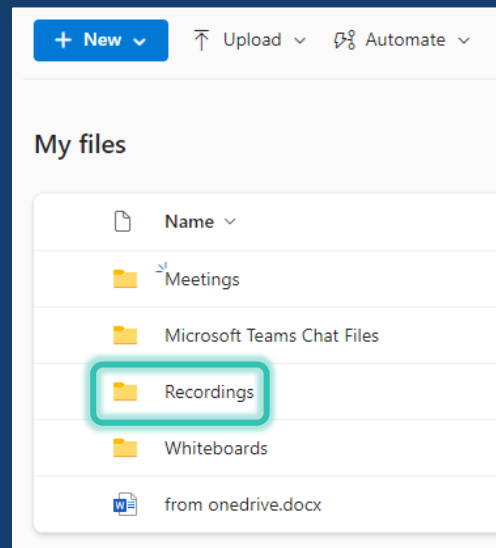 + New Upload Automate
My files
Name
Meetings
Microsoft Teams Chat Files
Recordings
Whiteboards
W from onedrive.docx